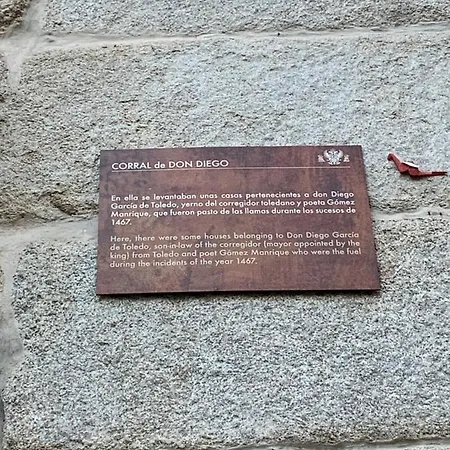 CORRAL de DON DIEGO
En ella se levantaban unas casas pertenecientes a don Diego
García de Toledo, yerno del corregidor toledano y poeta Gómez
Manrique, que fueron pasto de las llamas durante los sucesos de
1467.
Here, there were some houses belonging to Don Diego García
de Toledo, son-in-law of the corregidor (mayor appointed by the
king) from Toledo and poet Gómez Manrique who were the fuel
during the incidents of the year 1467.